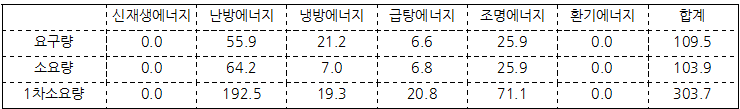 신재생에너지 난방에너지 냉방에너지 급탕에너지 조명에너지 환기에너지 합계
요구량 0.0 55.9 21.2 6.6 25.9 0.0 109.5
소요량 0.0 64.2 7.0 6.8 25.9 0.0 103.9
1차소요량 0.0 192.5 19.3 20.8 71.1 0.0 303.7